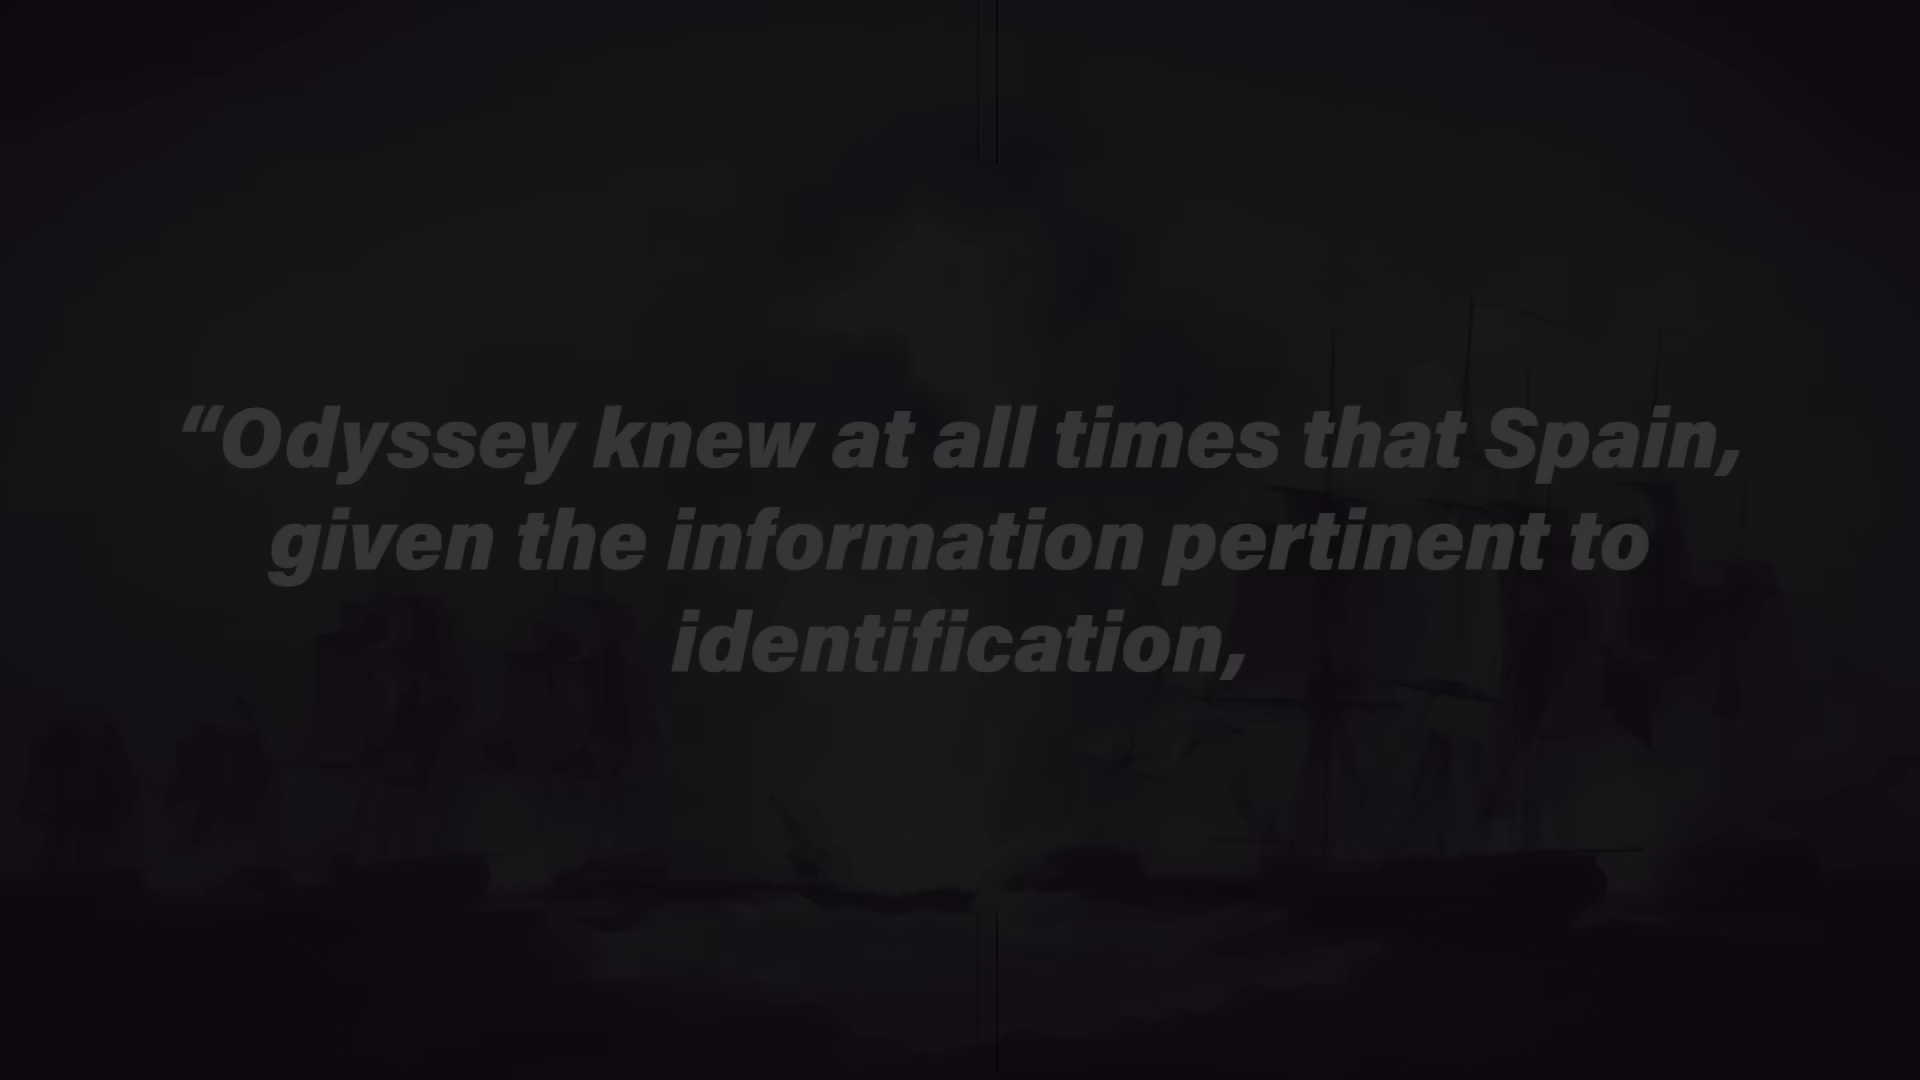 “Odyssey knew at all times that Spain,
given the information pertinent to
identification,